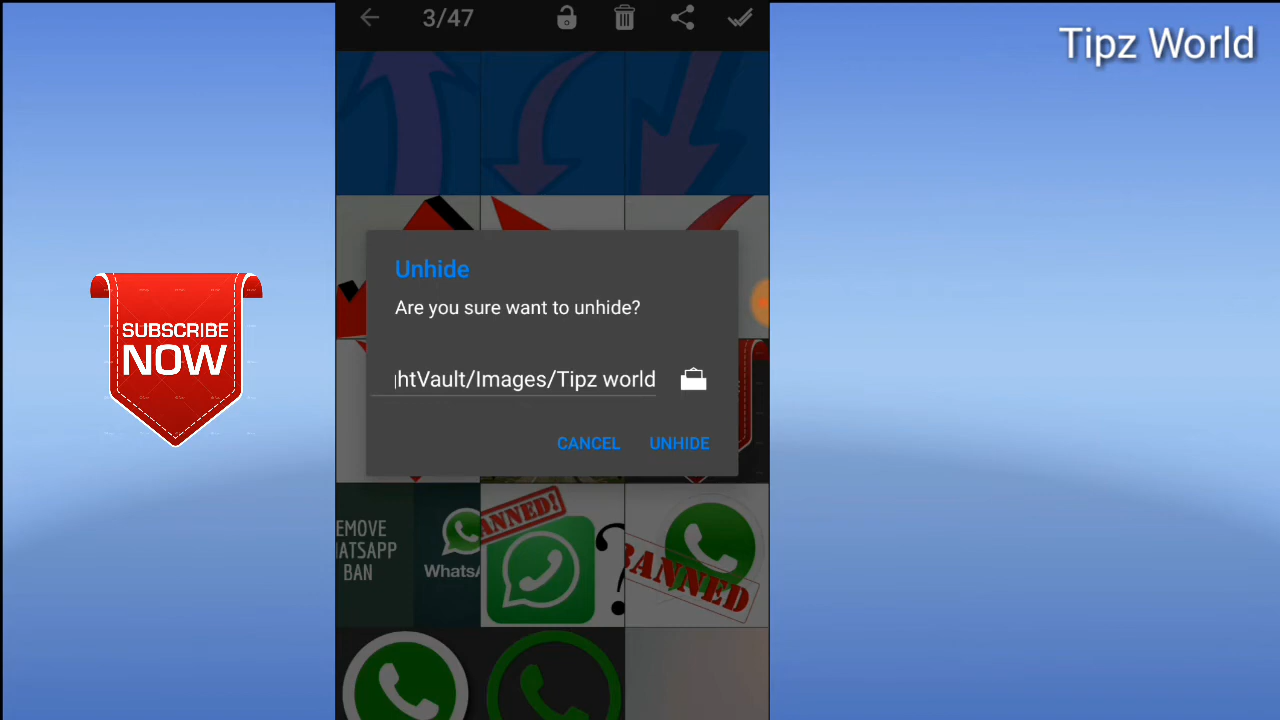 3/47
Tipz World
Unhide
Are you sure want to unhide?
htVault/Images/Tipz world
CANCEL
UNHIDE
SUBSCRIBE
NOW
EMOVE
HATSAPP
BAN
WhatsA
ANNED!
BANNED